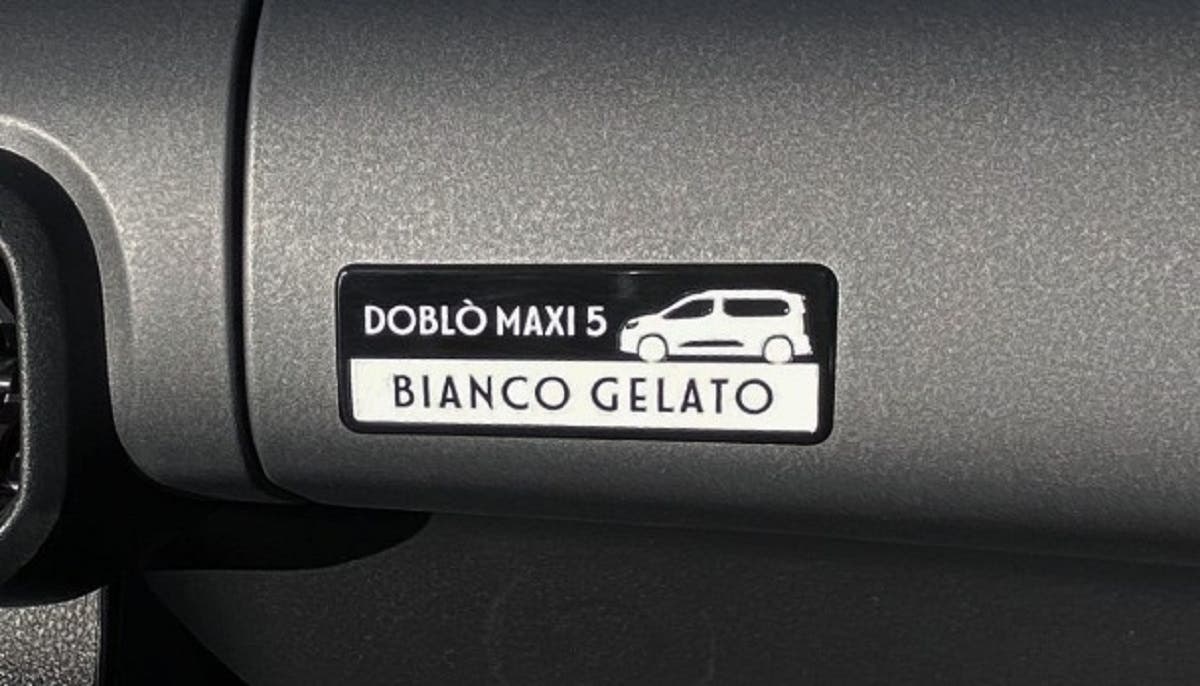 DOBLÒ MAXI 5
BIANCO GELATO